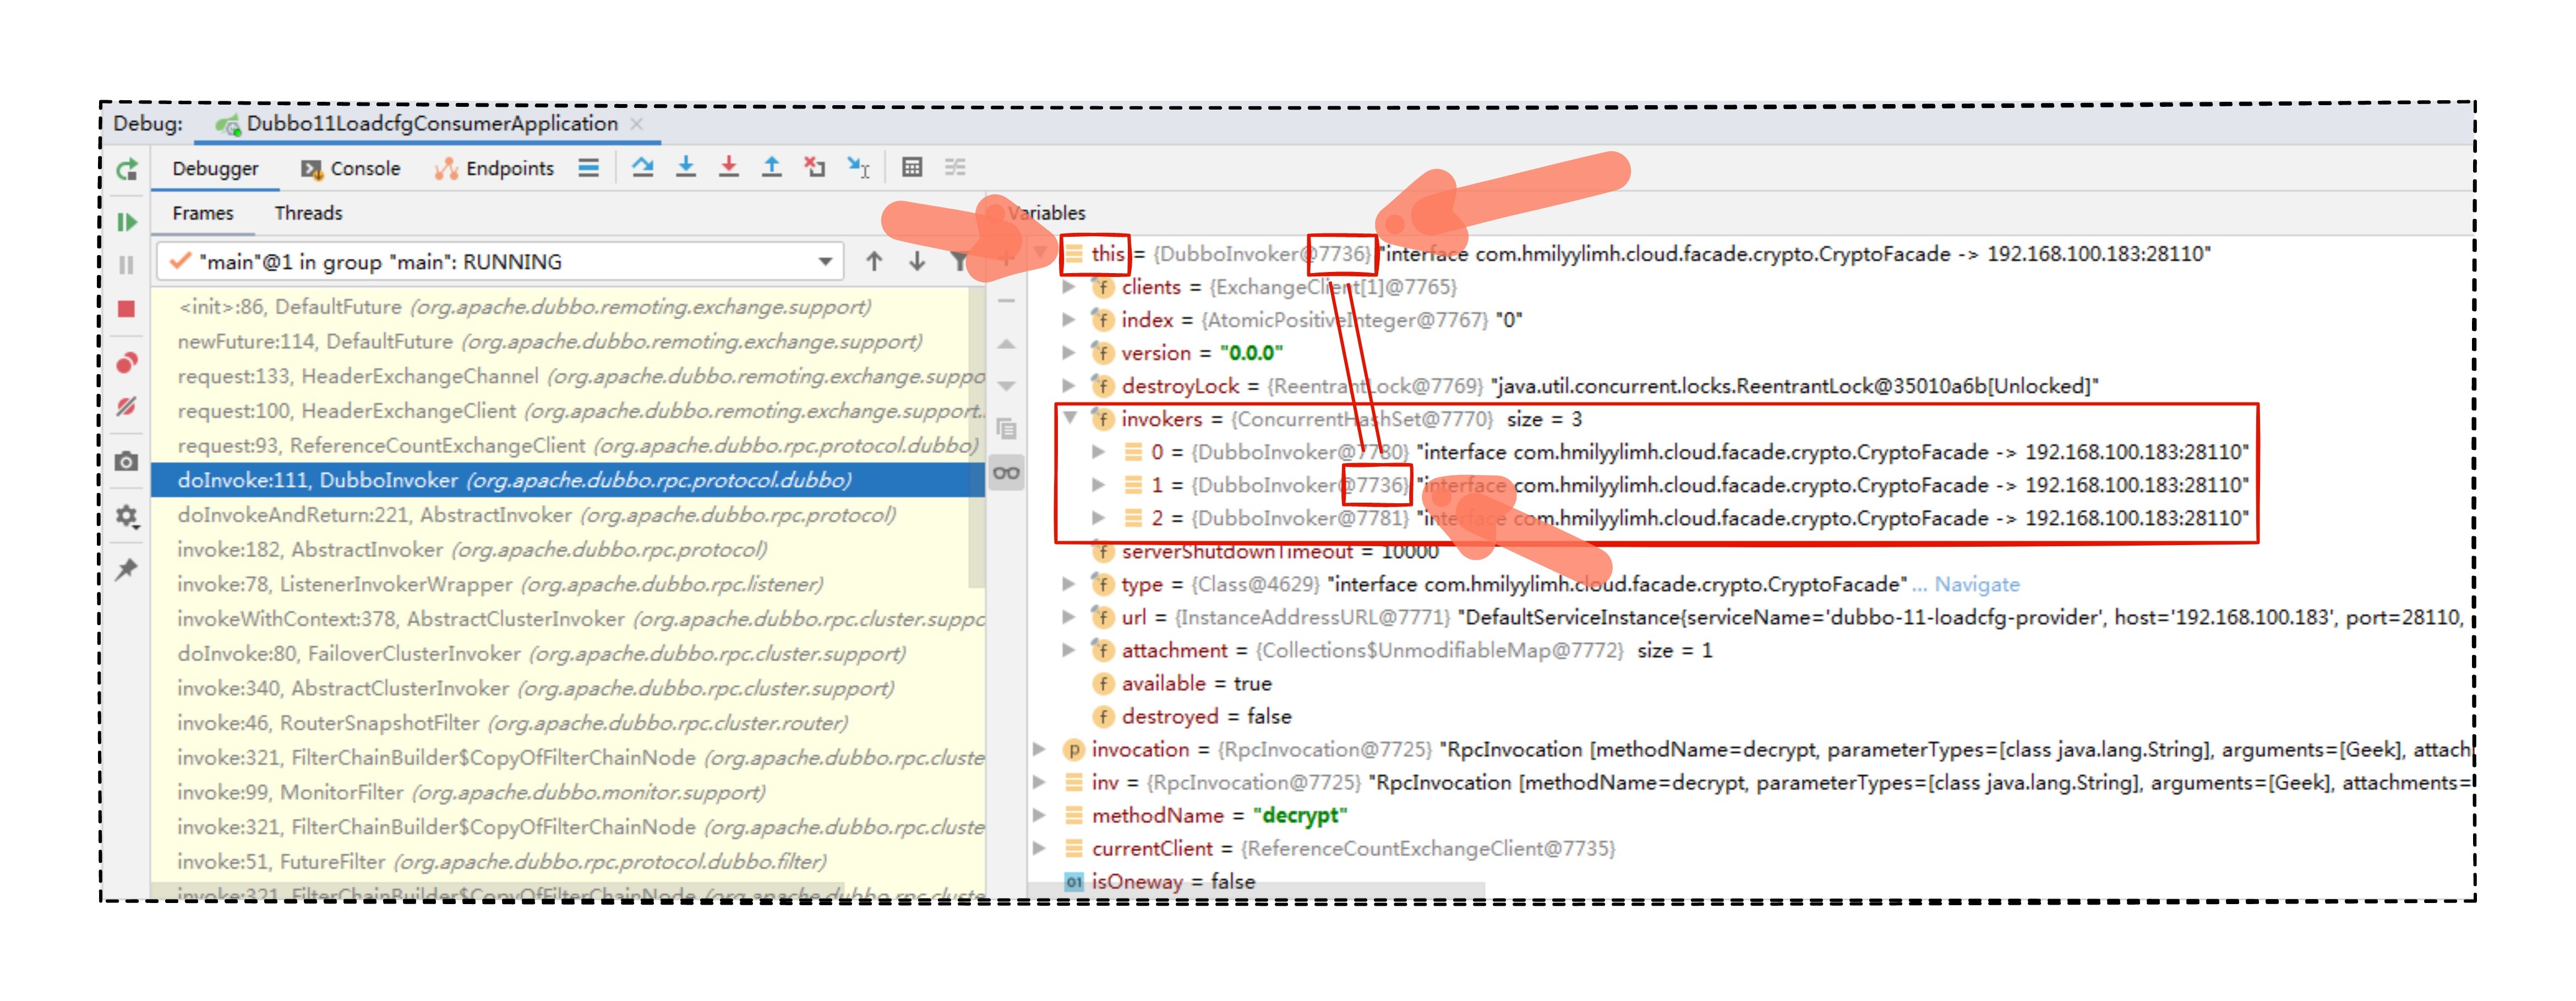 Debug: Dubbo11LoadcfgConsumerApplication
Debugger Console Endpoints
Frames Threads
Variables
"main"@1 in group "main": RUNNING
<init>:86, DefaultFuture (org.apache.dubbo.remoting.exchange.support)
newFuture:114, DefaultFuture (org.apache.dubbo.remoting.exchange.support)
request:133, HeaderExchangeChannel (org.apache.dubbo.remoting.exchange.suppo
request:100, HeaderExchangeClient (org.apache.dubbo.remoting.exchange.support.
request:93, ReferenceCountExchangeClient (org.apache.dubbo.rpc.protocol.dubbo)
doInvoke:111, DubboInvoker (org.apache.dubbo.rpc.protocol.dubbo)
doInvokeAndReturn:221, AbstractInvoker (org.apache.dubbo.rpc.protocol)
invoke:182, AbstractInvoker (org.apache.dubbo.rpc.protocol)
invoke:78, ListenerInvokerWrapper (org.apache.dubbo.rpc.listener)
invokeWithContext:378, AbstractClusterInvoker (org.apache.dubbo.rpc.cluster.suppo
doInvoke:80, FailoverClusterInvoker (org.apache.dubbo.rpc.cluster.support)
invoke:340, AbstractClusterInvoker (org.apache.dubbo.rpc.cluster.support)
invoke:46, RouterSnapshotFilter (org.apache.dubbo.rpc.cluster.router)
invoke:321, FilterChainBuilder$CopyOfFilterChainNode (org.apache.dubbo.rpc.cluste
invoke:99, MonitorFilter (org.apache.dubbo.monitor.support)
invoke:321, FilterChainBuilder$CopyOfFilterChainNode (org.apache.dubbo.rpc.cluste
invoke:51, FutureFilter (org.apache.dubbo.rpc.protocol.dubbo.filter)
invoke:321, FilterChainBuilder$CopyOfFilterChainNode (org.apache.dubbo.rpc.cluste
this = {DubboInvoker@7736} "interface com.hmilyylimh.cloud.facade.crypto.CryptoFacade -> 192.168.100.183:28110"
clients = {ExchangeClient[1]@7765}
index = {AtomicPositiveInteger@7767} "0"
version = "0.0.0"
destroyLock = {ReentrantLock@7769} "java.util.concurrent.locks.ReentrantLock@35010a6b[Unlocked]"
invokers = {ConcurrentHashSet@7770} size = 3
0 = {DubboInvoker@7780} "interface com.hmilyylimh.cloud.facade.crypto.CryptoFacade -> 192.168.100.183:28110"
1 = {DubboInvoker@7736} "interface com.hmilyylimh.cloud.facade.crypto.CryptoFacade -> 192.168.100.183:28110"
2 = {DubboInvoker@7781} "interface com.hmilyylimh.cloud.facade.crypto.CryptoFacade -> 192.168.100.183:28110"
serverShutdownTimeout = 10000
type = {Class@4629} "interface com.hmilyylimh.cloud.facade.crypto.CryptoFacade" ... Navigate
url = {InstanceAddressURL@7771} "DefaultServiceInstance{serviceName='dubbo-11-loadcfg-provider', host='192.168.100.183', port=28110,
attachment = {Collections$UnmodifiableMap@7772} size = 1
available = true
destroyed = false
invocation = {RpcInvocation@7725} "RpcInvocation [methodName=decrypt, parameterTypes=[class java.lang.String], arguments=[Geek], attach
inv = {RpcInvocation@7725} "RpcInvocation [methodName=decrypt, parameterTypes=[class java.lang.String], arguments=[Geek], attachments=
methodName = "decrypt"
currentClient = {ReferenceCountExchangeClient@7735}
isOneway = false